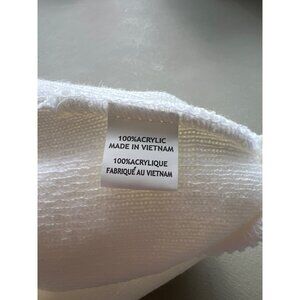 100%ACRYLIC
MADE IN VIETNAM
100%ACRYLIQUE
FABRIQUÉ AU VIETNAM